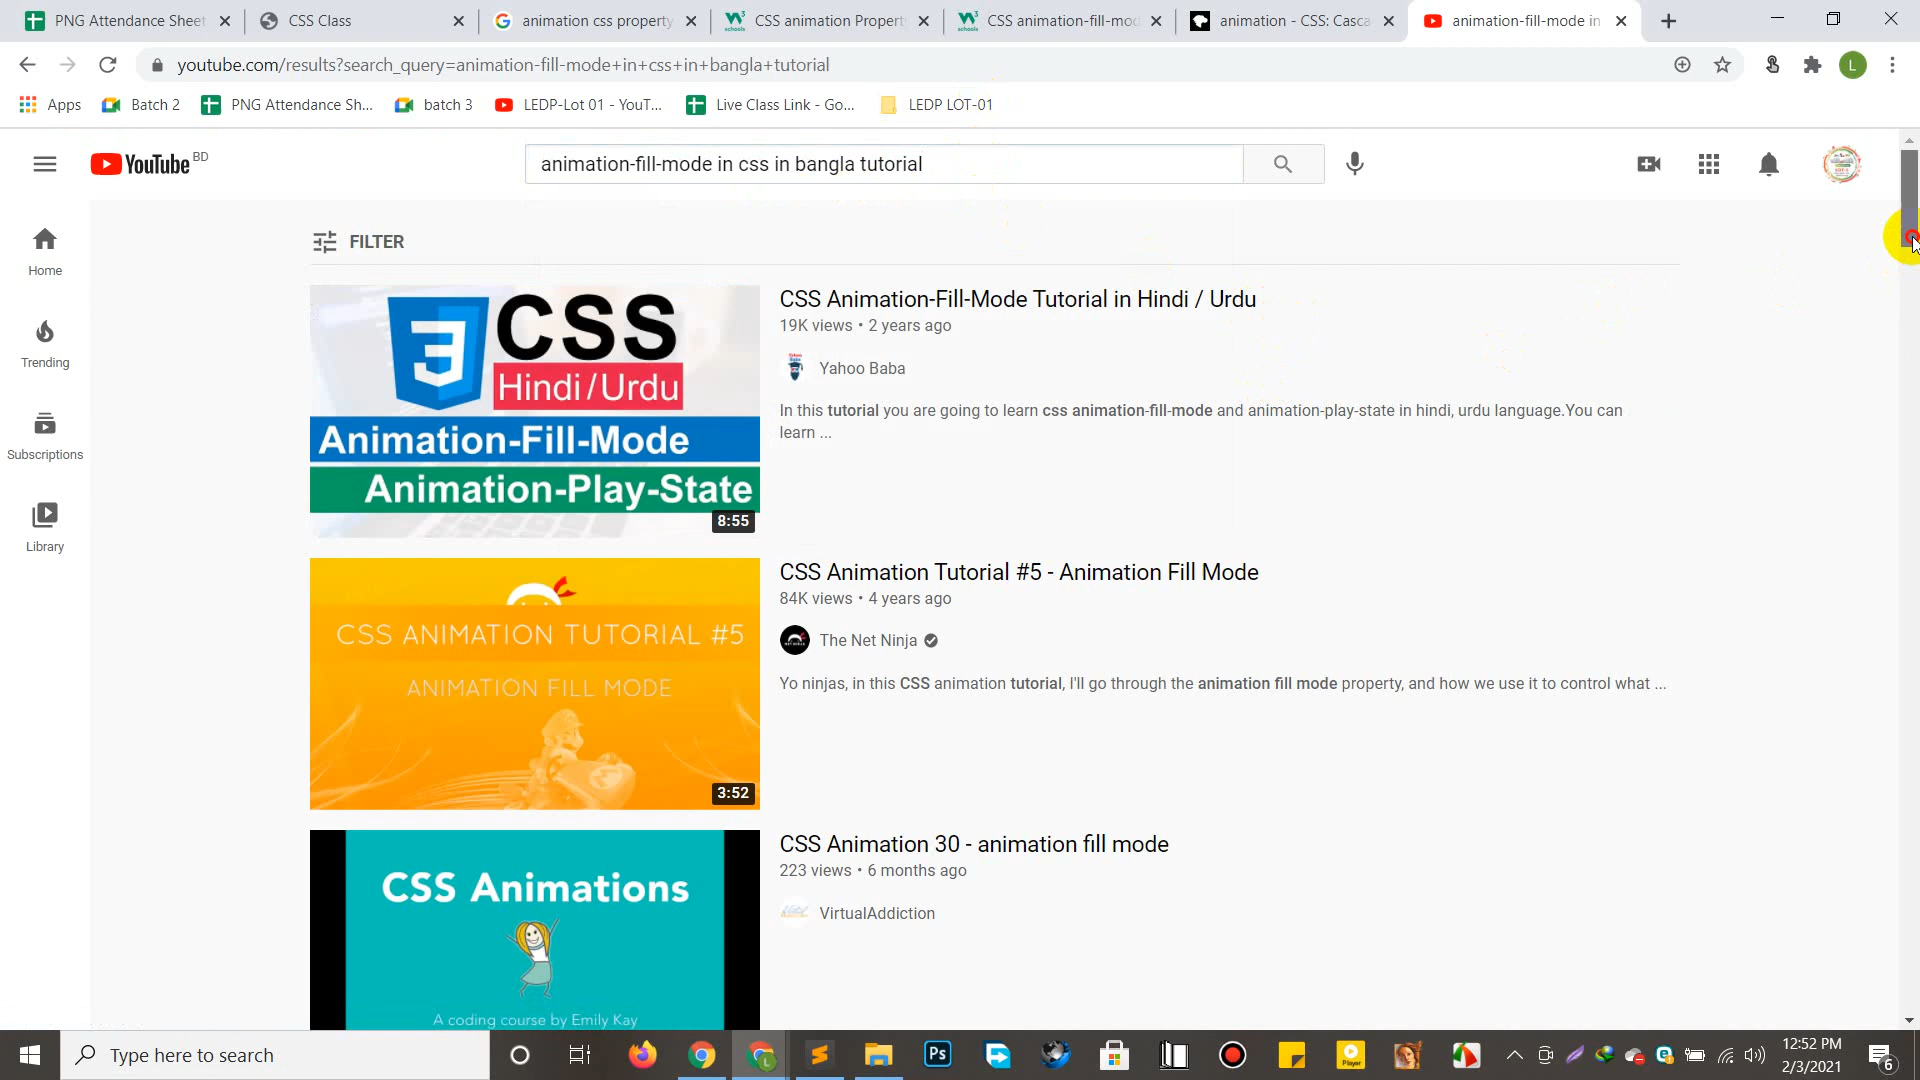 PNG Attendance Sheet
CSS Class
animation css property
CSS animation Propert
CSS animation-fill-mod
animation - CSS: Casca
animation-fill-mode in
youtube.com/results?search_query=animation-fill-mode+in+css+in+bangla+tutorial
L
Apps
Batch 2
PNG Attendance Sh...
batch 3
LEDP-Lot 01 - YouT...
Live Class Link - Go...
LEDP LOT-01
YouTube BD
animation-fill-mode in css in bangla tutorial
FILTER
Home
Trending
Subscriptions
Library
CSS
Hindi/Urdu
Animation-Fill-Mode
Animation-Play-State
8:55
CSS Animation-Fill-Mode Tutorial in Hindi / Urdu
19K views • 2 years ago
Yahoo Baba
In this tutorial you are going to learn css animation-fill-mode and animation-play-state in hindi, urdu language.You can
learn ...
CSS ANIMATION TUTORIAL #5
ANIMATION FILL MODE
3:52
CSS Animation Tutorial #5 - Animation Fill Mode
84K views • 4 years ago
The Net Ninja
Yo ninjas, in this CSS animation tutorial, I'll go through the animation fill mode property, and how we use it to control what ...
CSS Animations
A coding course by Emily Kay
CSS Animation 30 - animation fill mode
223 views • 6 months ago
VirtualAddiction
Type here to search
Ps
Player
12:52 PM
2/3/2021
6